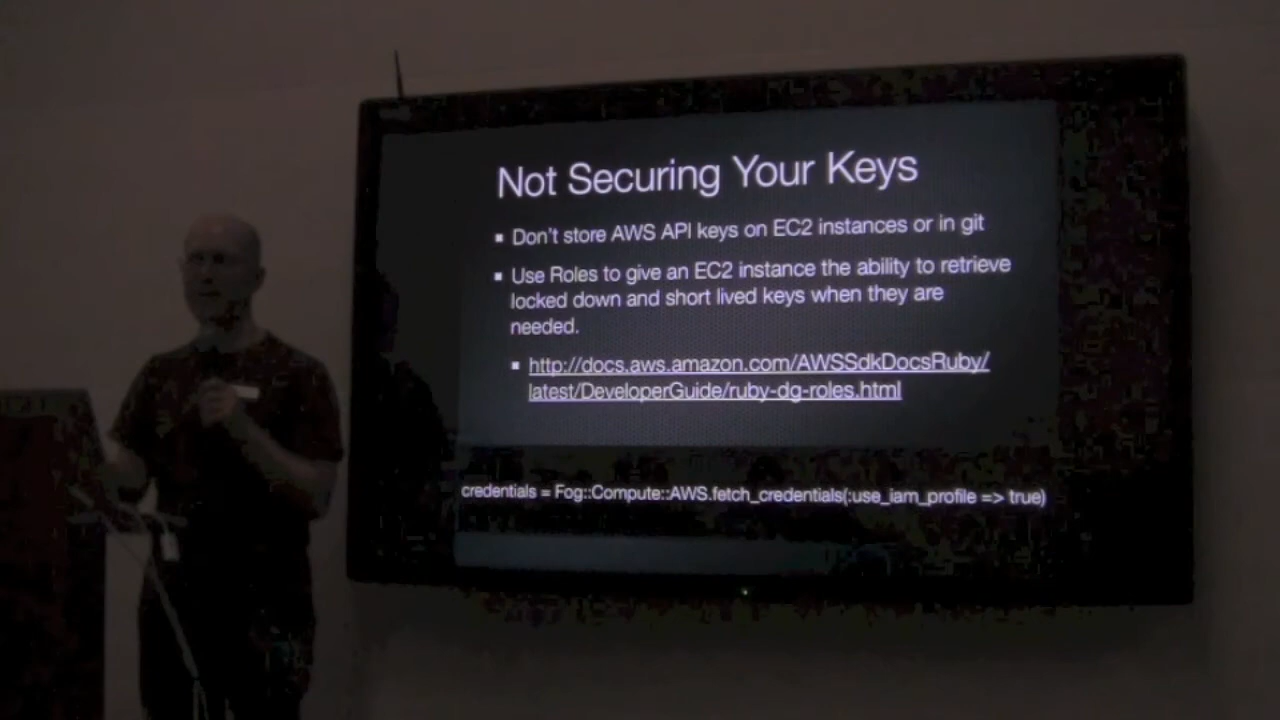 Not Securing Your Keys
Don't store AWS API keys on EC2 instances or in git
Use Roles to give an EC2 instance the ability to retrieve
locked down and short lived keys when they are
needed.
http://docs.aws.amazon.com/AWSSdkDocsRuby/
latest/DeveloperGuide/ruby-dg-roles.html
credentials = Fog::Compute::AWS.fetch_credentials(:use_iam_profile => true)